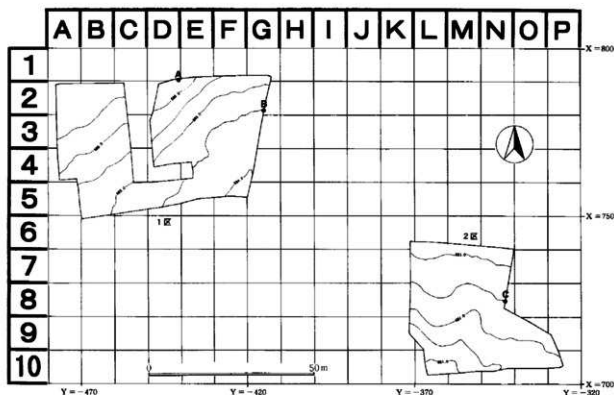 A B C D E F G H I J K L M N O P
X = 800
1
2
3
4
5
6
7
8
9
10
A
B
X = 750
1区
2区
C
0 50m
X = 700
Y = -470 Y = -420 Y = -370 Y = -320